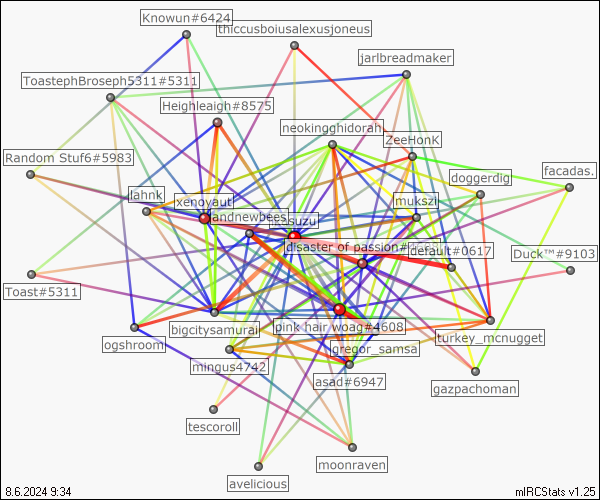 Knowun#6424
thiccusboiusalexusjoneus
jarlbreadmaker
ToastephBroseph5311#5311
Heighleaigh#8575
neokingghidorah
ZeeHonK
Random Stuf6#5983
doggerdig
facadas.
lahnk
xenoyaut
mukszi
landnewbees
disaster of passion#
default#0617
Duck™#9103
Toast#5311
bigcitysamurai
pink hair woag#4608
ogshroom
gregor_samsa
turkey_mcnugget
mingus4742
asad#6947
gazpachoman
tescoroll
moonraven
avelicious
8.6.2024 9:34
mIRCStats v1.25